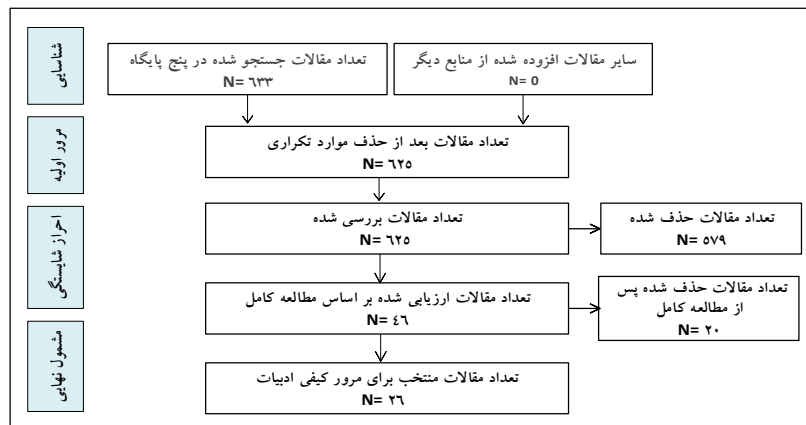 شناسایی
تعداد مقالات جستجو شده در پنج پایگاه
N= ٦٣٣
سایر مقالات افزوده شده از منابع دیگر
N= 0
مرور اولیه
تعداد مقالات بعد از حذف موارد تکراری
N= ٦٢٥
احراز شایستگی
تعداد مقالات بررسی شده
N= ٦٢٥
تعداد مقالات حذف شده
N= ٥٧٩
تعداد مقالات ارزیابی شده بر اساس مطالعه کامل
N= ٤٦
تعداد مقالات حذف شده پس
از مطالعه کامل
N= ٢٠
مشمول نهایی
تعداد مقالات منتخب برای مرور کیفی ادبیات
N= ٢٦